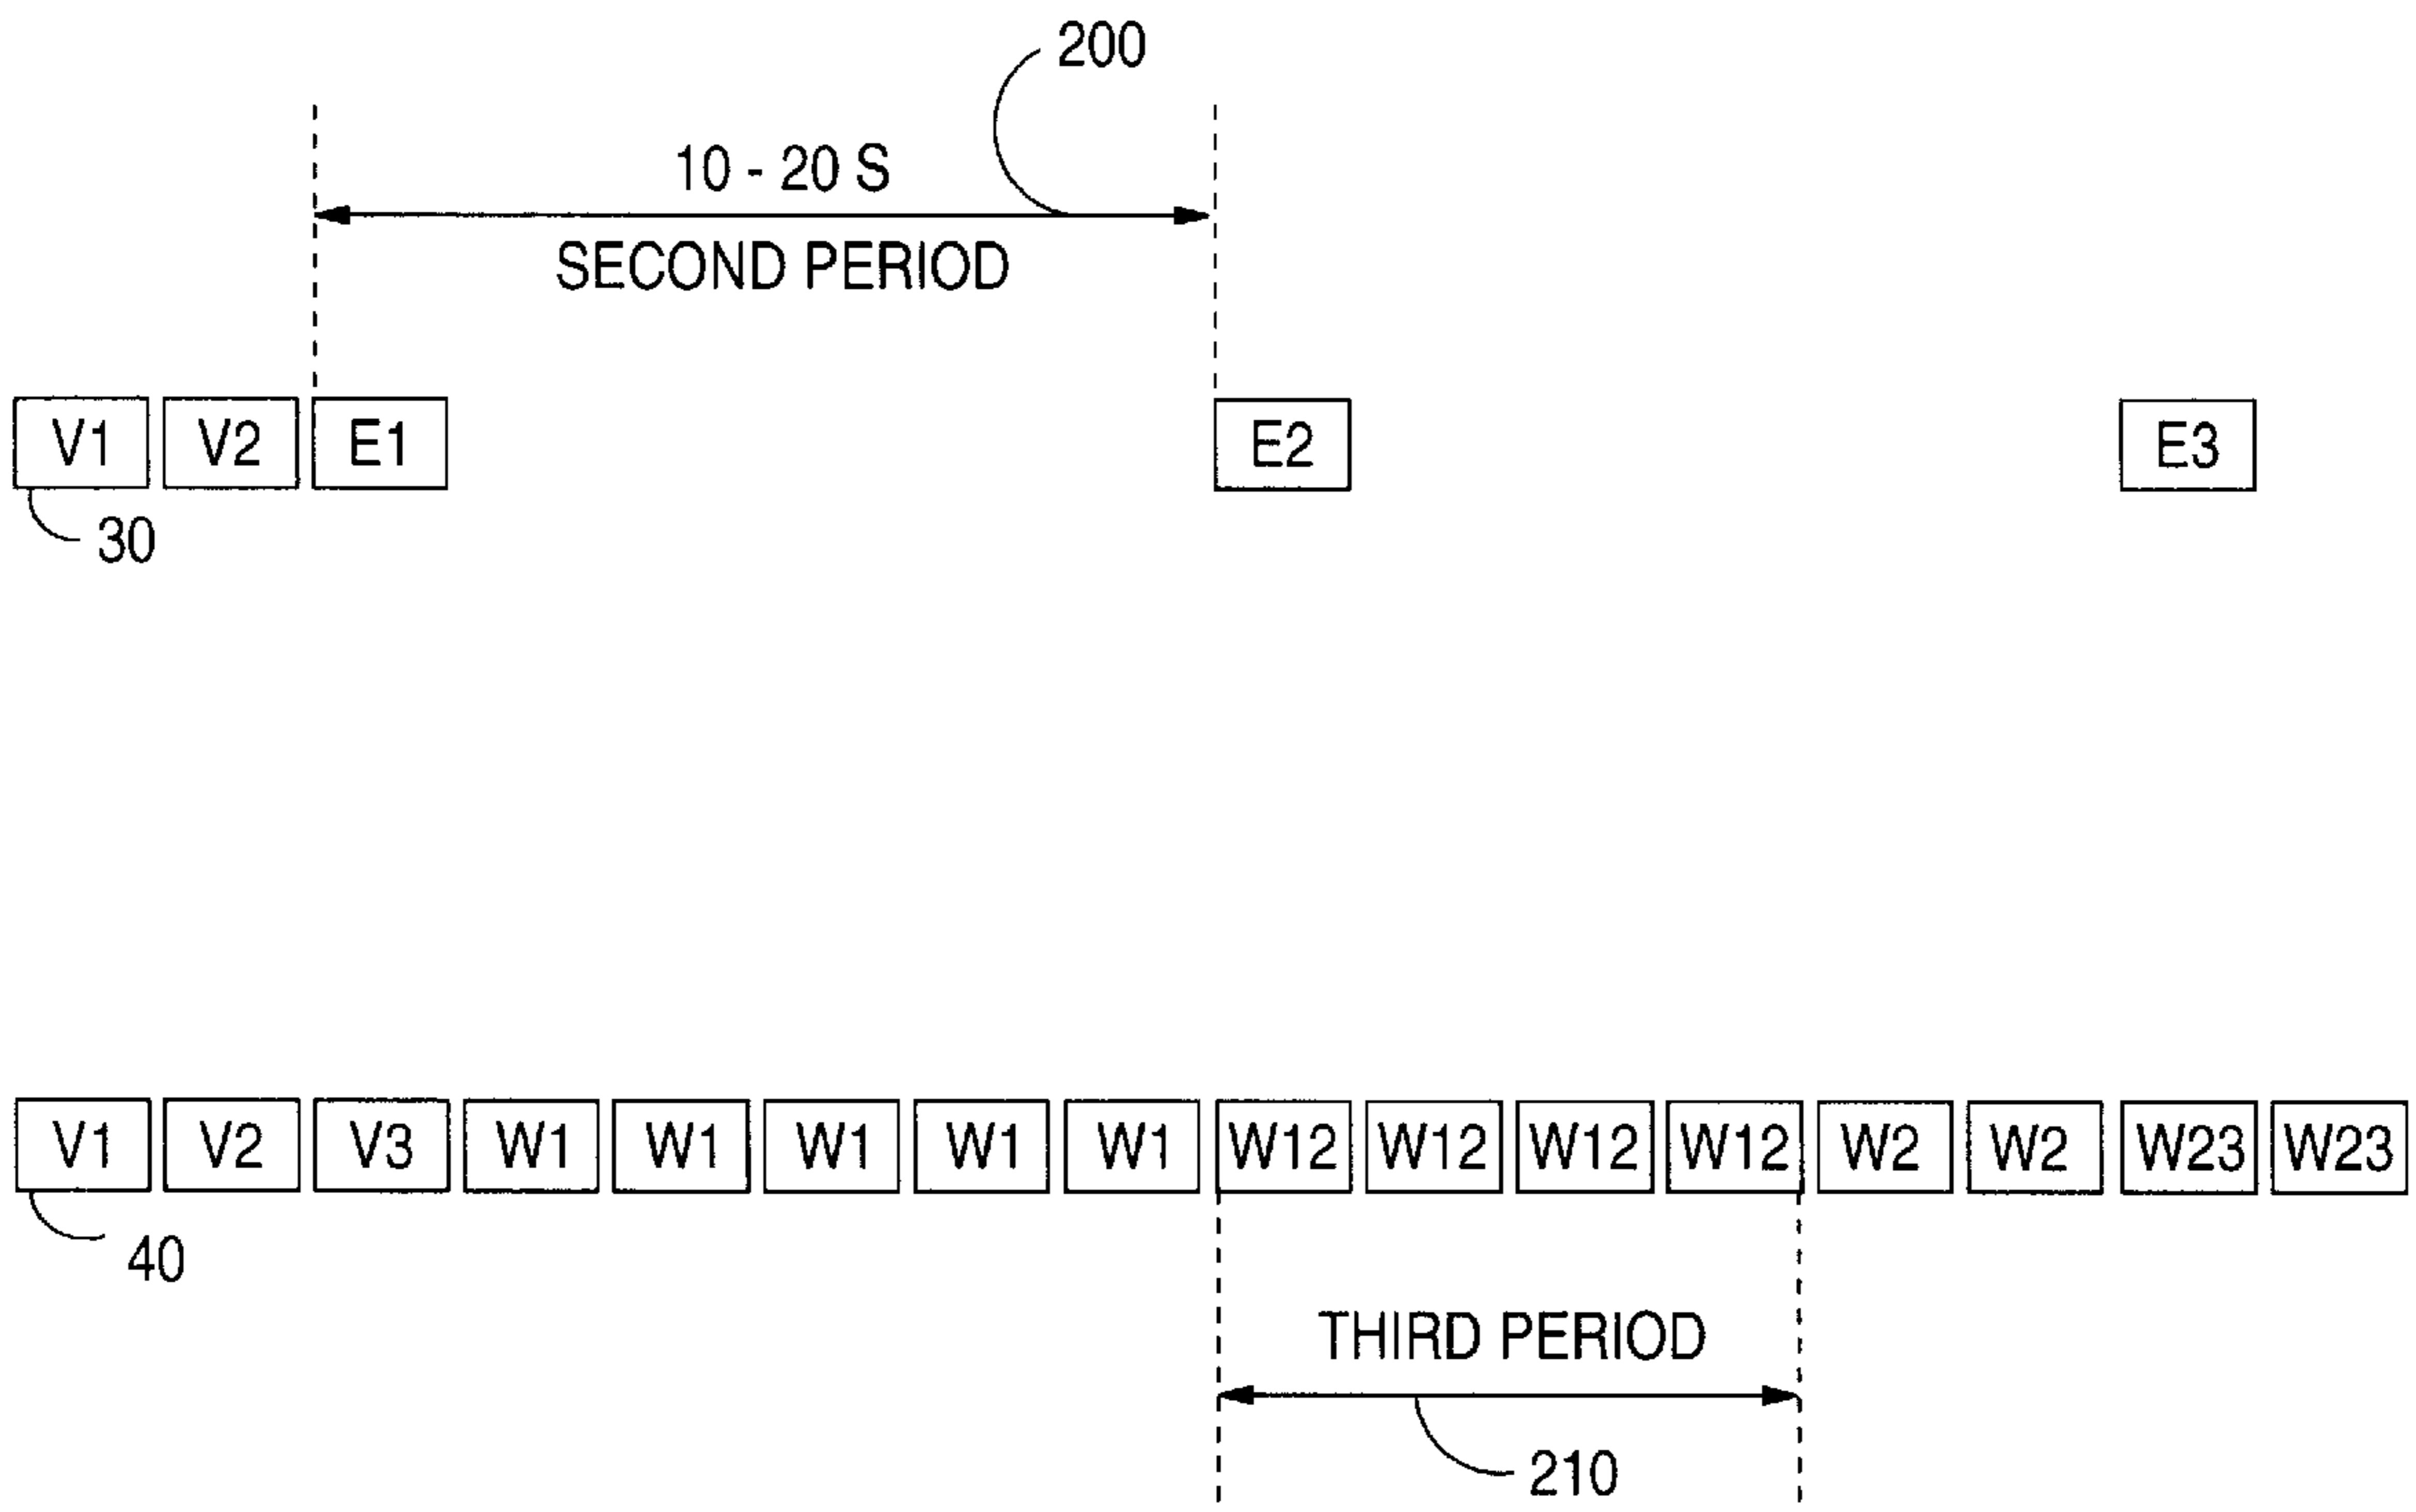 200
10 - 20 S
SECOND PERIOD
V1 V2 E1 E2 E3
30
V1 V2 V3 W1 W1 W1 W1 W1 W12 W12 W12 W12 W2 W2 W23 W23
40
THIRD PERIOD
210